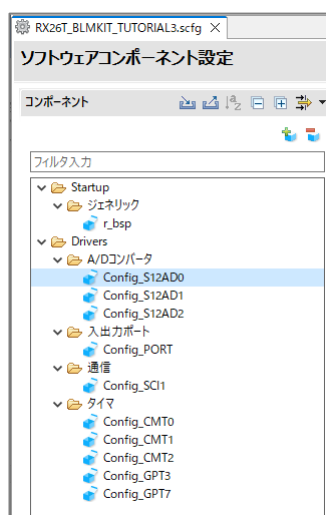 RX26T_BLMKIT_TUTORIAL3.scfg
ソフトウェアコンポーネント設定
コンポーネント
フィルタ入力
Startup
ジェネリック
r_bsp
Drivers
A/Dコンバータ
Config_S12AD0
Config_S12AD1
Config_S12AD2
入出力ポート
Config_PORT
通信
Config_SCI1
タイマ
Config_CMT0
Config_CMT1
Config_CMT2
Config_GPT3
Config_GPT7